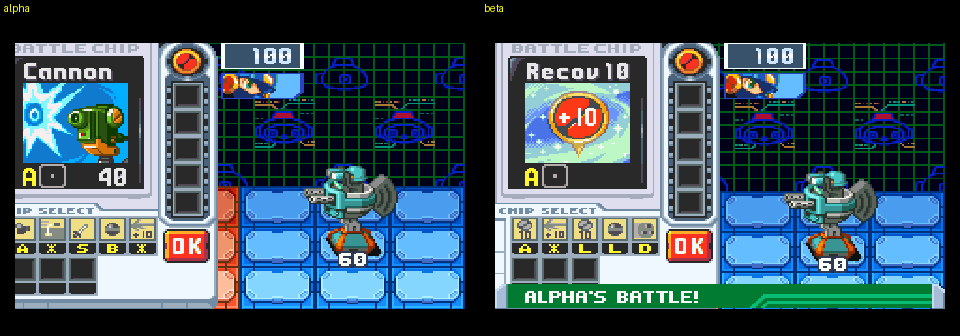 alpha
beta
BATTLE CHIP
100
Cannon
A
40
CHIP SELECT
A * S B *
OK
60
BATTLE CHIP
100
Recov10
+10
A
CHIP SELECT
A * L L D
OK
60
ALPHA'S BATTLE!